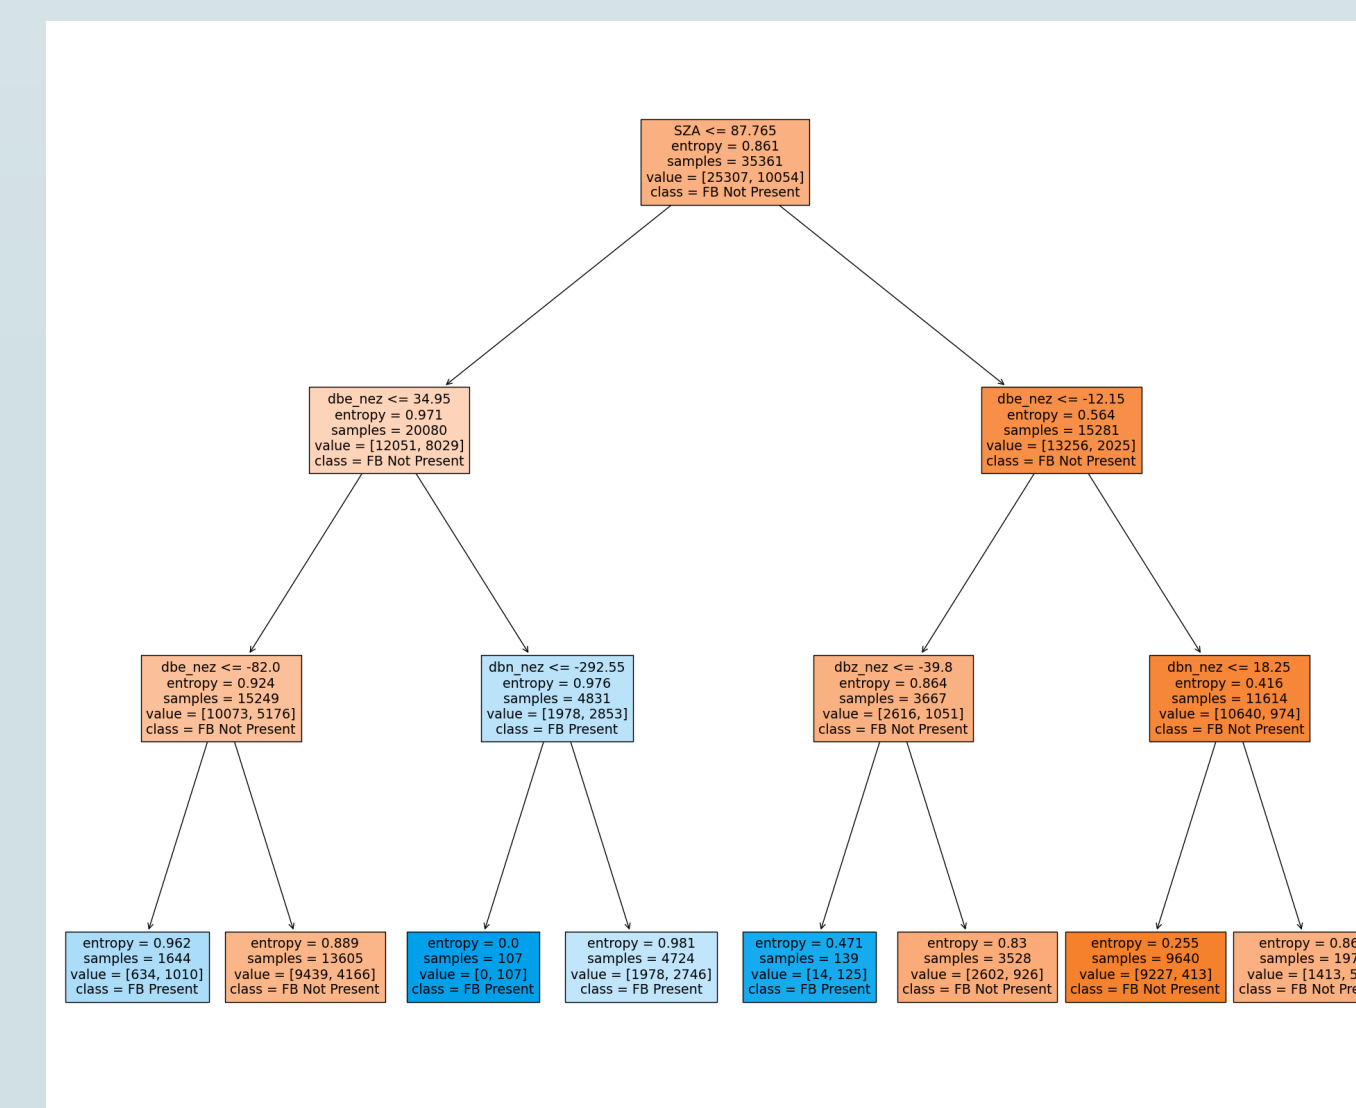 SZA <= 87.765
entropy = 0.861
samples = 35361
value = [25307, 10054]
class = FB Not Present
dbe_nez <= 34.95
entropy = 0.971
samples = 20080
value = [12051, 8029]
class = FB Not Present
dbe_nez <= -12.15
entropy = 0.564
samples = 15281
value = [13256, 2025]
class = FB Not Present
dbe_nez <= -82.0
entropy = 0.924
samples = 15249
value = [10073, 5176]
class = FB Not Present
dbn_nez <= -292.55
entropy = 0.976
samples = 4831
value = [1978, 2853]
class = FB Present
dbz_nez <= -39.8
entropy = 0.864
samples = 3667
value = [2616, 1051]
class = FB Not Present
dbn_nez <= 18.25
entropy = 0.416
samples = 11614
value = [10640, 974]
class = FB Not Present
entropy = 0.962
samples = 1644
value = [634, 1010]
class = FB Present
entropy = 0.889
samples = 13605
value = [9439, 4166]
class = FB Not Present
entropy = 0.0
samples = 107
value = [0, 107]
class = FB Present
entropy = 0.981
samples = 4724
value = [1978, 2746]
class = FB Present
entropy = 0.471
samples = 139
value = [14, 125]
class = FB Present
entropy = 0.83
samples = 3528
value = [2602, 926]
class = FB Not Present
entropy = 0.255
samples = 9640
value = [9227, 413]
class = FB Not Present
entropy =
samples =
value = [1413,
class = FB Not